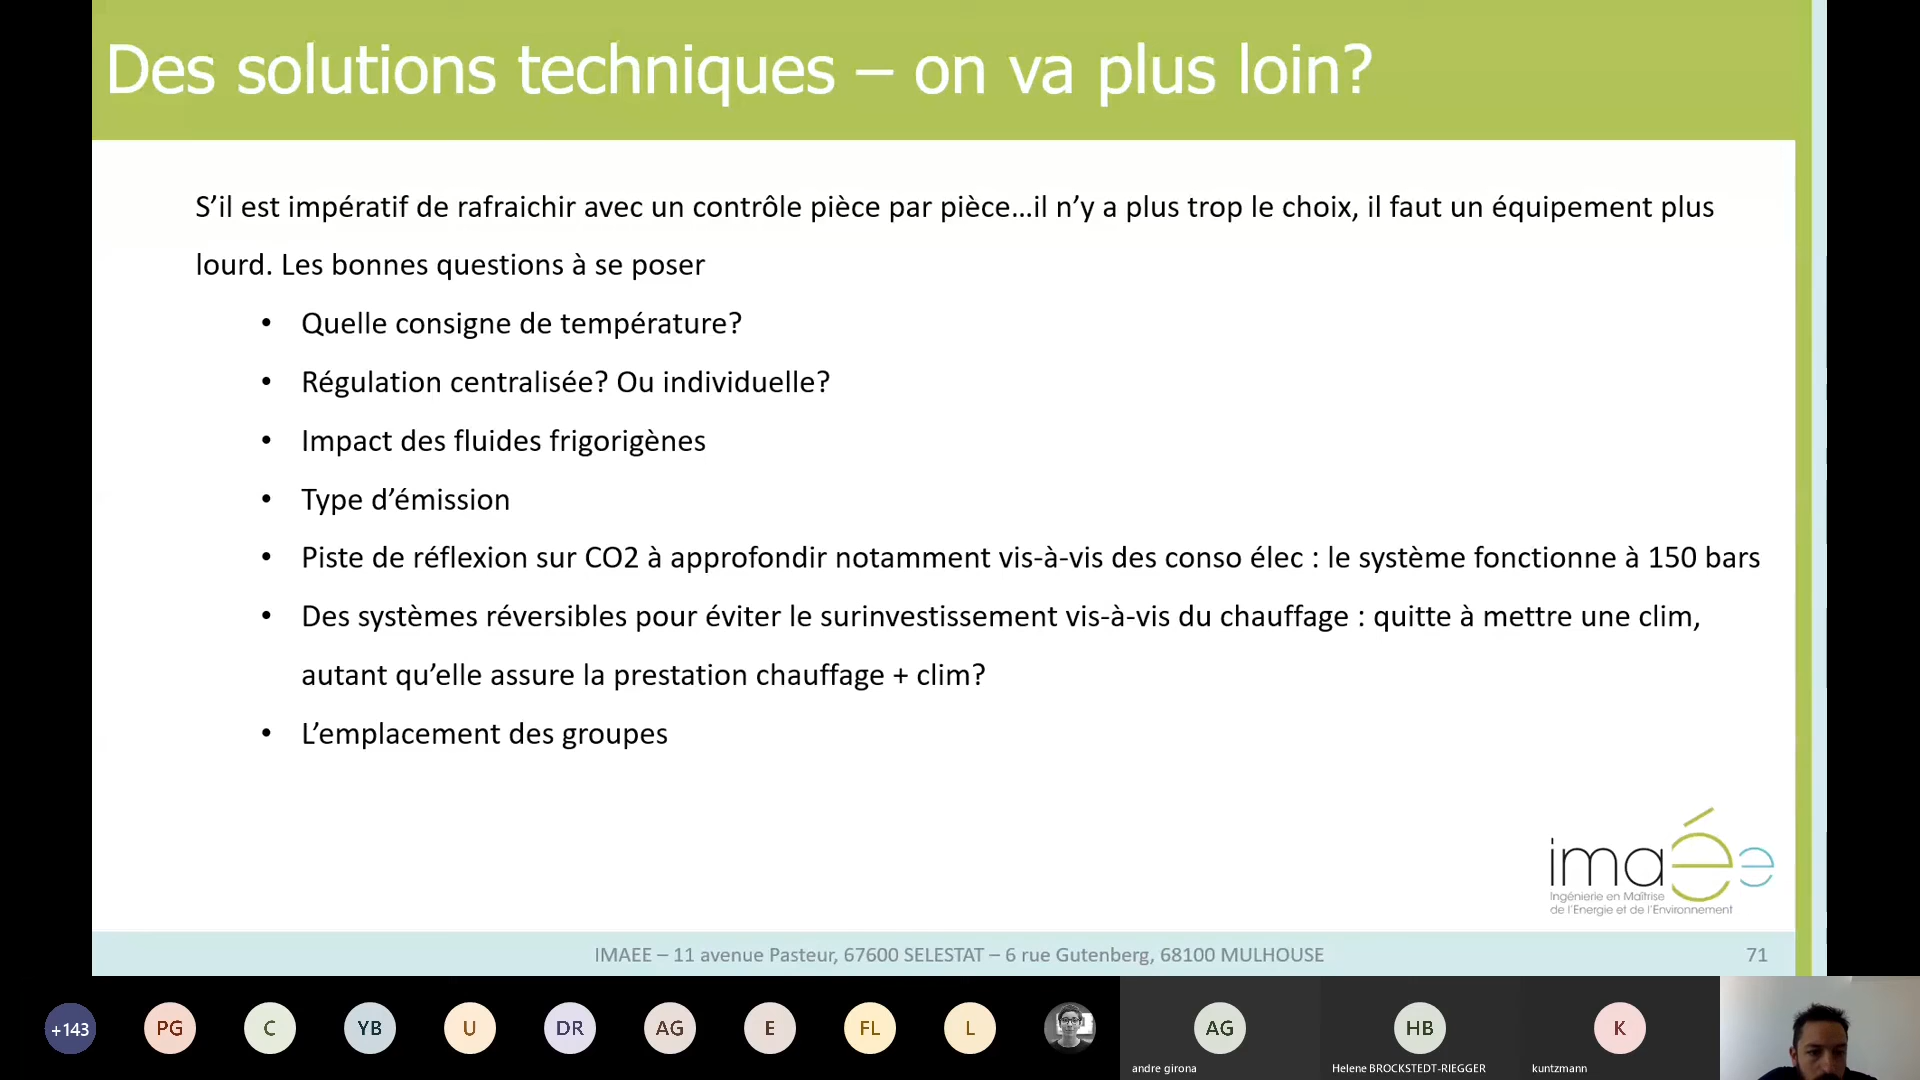 Des solutions techniques – on va plus loin?
S’il est impératif de rafraichir avec un contrôle pièce par pièce…il n’y a plus trop le choix, il faut un équipement plus
lourd. Les bonnes questions à se poser
• Quelle consigne de température?
• Régulation centralisée? Ou individuelle?
• Impact des fluides frigorigènes
• Type d’émission
• Piste de réflexion sur CO2 à approfondir notamment vis-à-vis des conso élec : le système fonctionne à 150 bars
• Des systèmes réversibles pour éviter le surinvestissement vis-à-vis du chauffage : quitte à mettre une clim,
autant qu’elle assure la prestation chauffage + clim?
• L’emplacement des groupes
imaÉe
Ingénierie en Maîtrise
de l'Energie et de l'Environnement
IMAEE – 11 avenue Pasteur, 67600 SELESTAT – 6 rue Gutenberg, 68100 MULHOUSE
71
+143 PG C YB U DR AG E FL L AG HB K
andre girona Helene BROCKSTEDT-RIEGGER kuntzmann